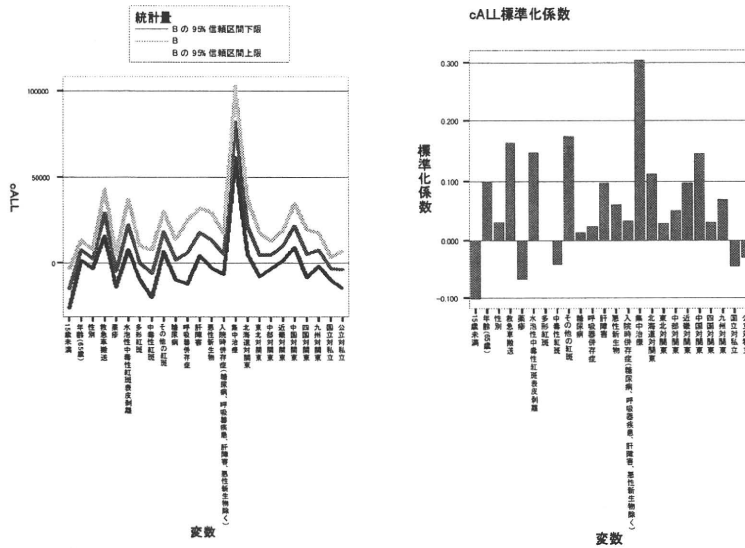 統計量
B の 95% 信頼区間下限
B
B の 95% 信頼区間上限
cALL
100000
50000
0
15歳未満
年齢(65歳)
性別
救急車搬送
薬疹
水泡性中毒性紅斑表皮剥離
多形紅斑
中毒性紅斑
その他の紅斑
糖尿病
呼吸器併存症
肝障害
悪性新生物
入院時併存症(糖尿病、呼吸器疾患、肝障害、悪性新生物除く)
集中治療
北海道対関東
東北対関東
中部対関東
近畿対関東
中国対関東
四国対関東
九州対関東
国立対私立
公立対私立
変数
cALL標準化係数
標準化係数
0.300
0.200
0.100
0.000
-0.100
15歳未満
年齢(65歳)
性別
救急車搬送
薬疹
水泡性中毒性紅斑表皮剥離
多形紅斑
中毒性紅斑
その他の紅斑
糖尿病
呼吸器併存症
肝障害
悪性新生物
入院時併存症(糖尿病、呼吸器疾患、肝障害、悪性新生物除く)
集中治療
北海道対関東
東北対関東
中部対関東
近畿対関東
中国対関東
四国対関東
九州対関東
国立対私立
公立対私立
変数